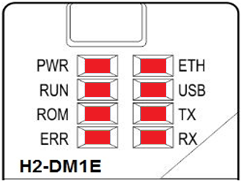 PWR ETH
RUN USB
ROM TX
ERR RX
H2-DM1E